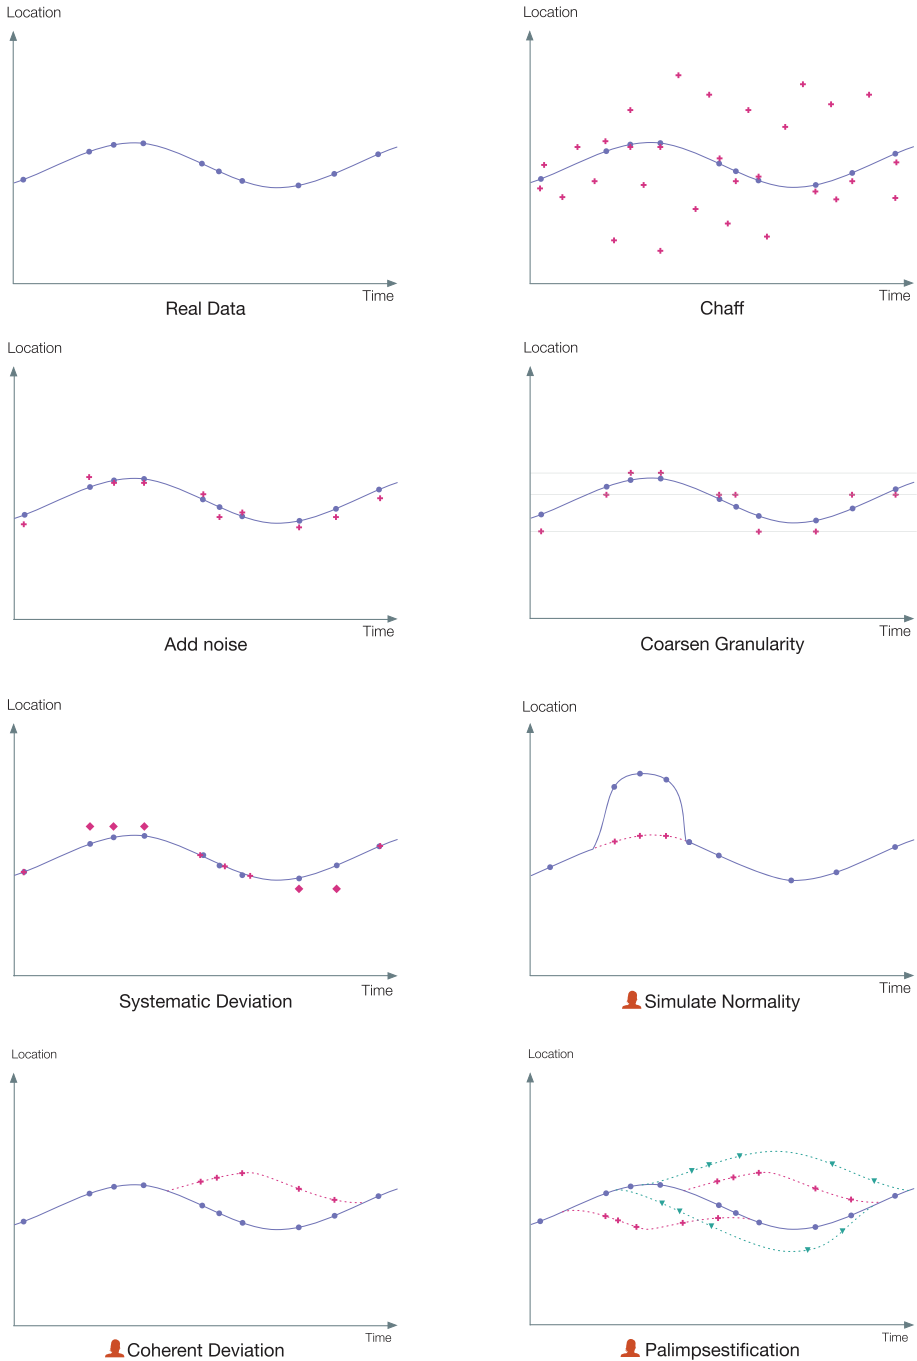 Location
Location
Time
Time
Real Data
Chaff
Location
Location
Time
Time
Add noise
Coarsen Granularity
Location
Location
Time
Time
Systematic Deviation
Simulate Normality
Location
Location
Time
Time
Coherent Deviation
Palimpsestification